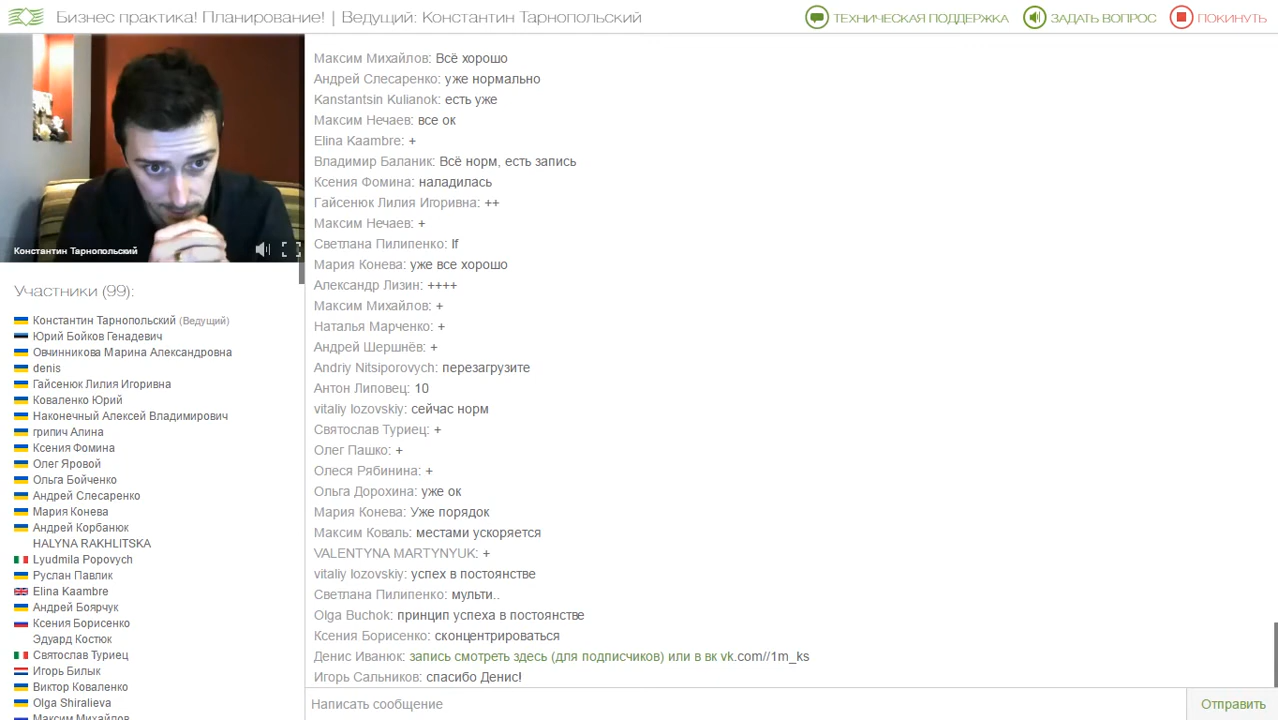 Бизнес практика! Планирование! | Ведущий: Константин Тарнопольский
ТЕХНИЧЕСКАЯ ПОДДЕРЖКА
ЗАДАТЬ ВОПРОС
ПОКИНУТЬ
Константин Тарнопольский
Участники (99):
Константин Тарнопольский (Ведущий)
Юрий Бойков Генадевич
Овчинникова Марина Александровна
denis
Гайсенюк Лилия Игоривна
Коваленко Юрий
Наконечный Алексей Владимирович
грипич Алина
Ксения Фомина
Олег Яровой
Ольга Бойченко
Андрей Слесаренко
Мария Конева
Андрей Корбанюк
HALYNA RAKHLITSKA
Lyudmila Popovych
Руслан Павлик
Elina Kaambre
Андрей Боярчук
Ксения Борисенко
Эдуард Костюк
Святослав Туриец
Игорь Билык
Виктор Коваленко
Olga Shiralieva
Максим Михайлов
Максим Михайлов: Всё хорошо
Андрей Слесаренко: уже нормально
Kanstantsin Kulianok: есть уже
Максим Нечаев: все ок
Elina Kaambre: +
Владимир Баланик: Всё норм, есть запись
Ксения Фомина: наладилась
Гайсенюк Лилия Игоривна: ++
Максим Нечаев: +
Светлана Пилипенко: lf
Мария Конева: уже все хорошо
Александр Лизин: ++++
Максим Михайлов: +
Наталья Марченко: +
Андрей Шершнёв: +
Andriy Nitsiporovych: перезагрузите
Антон Липовец: 10
vitaliy lozovskiy: сейчас норм
Святослав Туриец: +
Олег Пашко: +
Олеся Рябинина: +
Ольга Дорохина: уже ок
Мария Конева: Уже порядок
Максим Коваль: местами ускоряется
VALENTYNA MARTYNYUK: +
vitaliy lozovskiy: успех в постоянстве
Светлана Пилипенко: мульти..
Olga Buchok: принцип успеха в постоянстве
Ксения Борисенко: сконцентрироваться
Денис Иванюк: запись смотреть здесь (для подписчиков) или в вк vk.com//1m_ks
Игорь Сальников: спасибо Денис!
Написать сообщение
Отправить